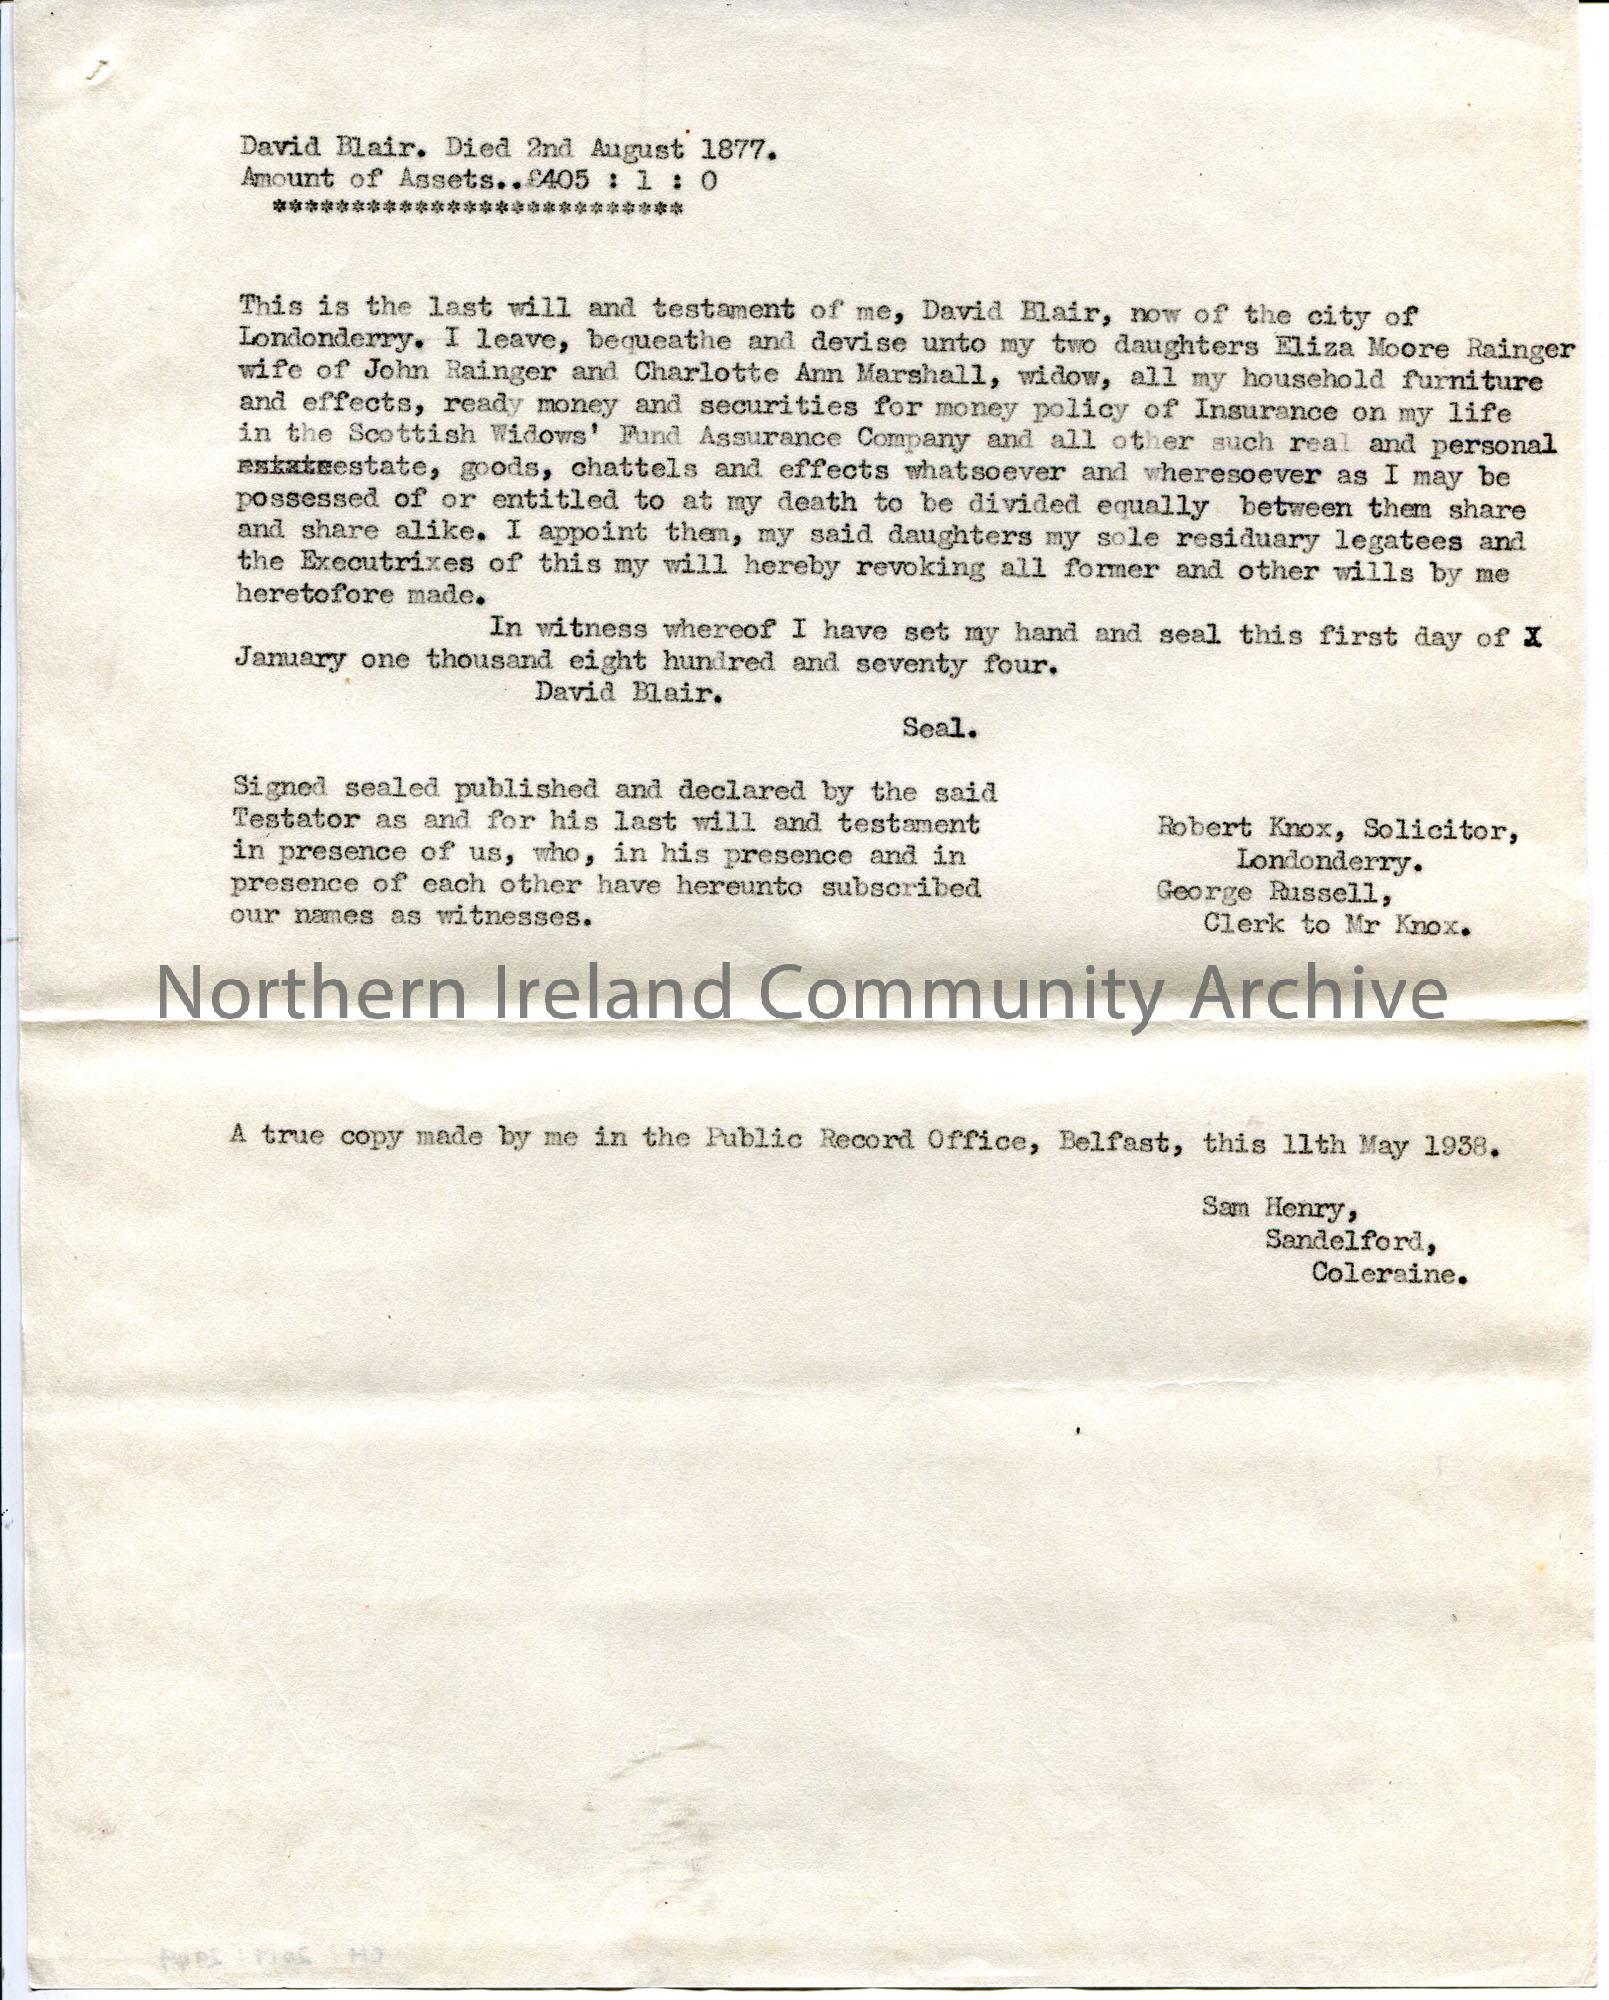 David Blair. Died 2nd August 1877.
Amount of Assets..£405 : 1 : 0
**************************
This is the last will and testament of me, David Blair, now of the city of
Londonderry. I leave, bequeathe and devise unto my two daughters Eliza Moore Rainger
wife of John Rainger and Charlotte Ann Marshall, widow, all my household furniture
and effects, ready money and securities for money policy of Insurance on my life
in the Scottish Widows' Fund Assurance Company and all other such real and personal
estate, goods, chattels and effects whatsoever and wheresoever as I may be
possessed of or entitled to at my death to be divided equally between them share
and share alike. I appoint them, my said daughters my sole residuary legatees and
the Executrixes of this my will hereby revoking all former and other wills by me
heretofore made.
In witness whereof I have set my hand and seal this first day of X
January one thousand eight hundred and seventy four.
David Blair.
Seal.
Signed sealed published and declared by the said
Testator as and for his last will and testament
in presence of us, who, in his presence and in
presence of each other have hereunto subscribed
our names as witnesses.
Robert Knox, Solicitor,
Londonderry.
George Russell,
Clerk to Mr Knox.
Northern Ireland Community Archive
A true copy made by me in the Public Record Office, Belfast, this 11th May 1938.
Sam Henry,
Sandelford,
Coleraine.